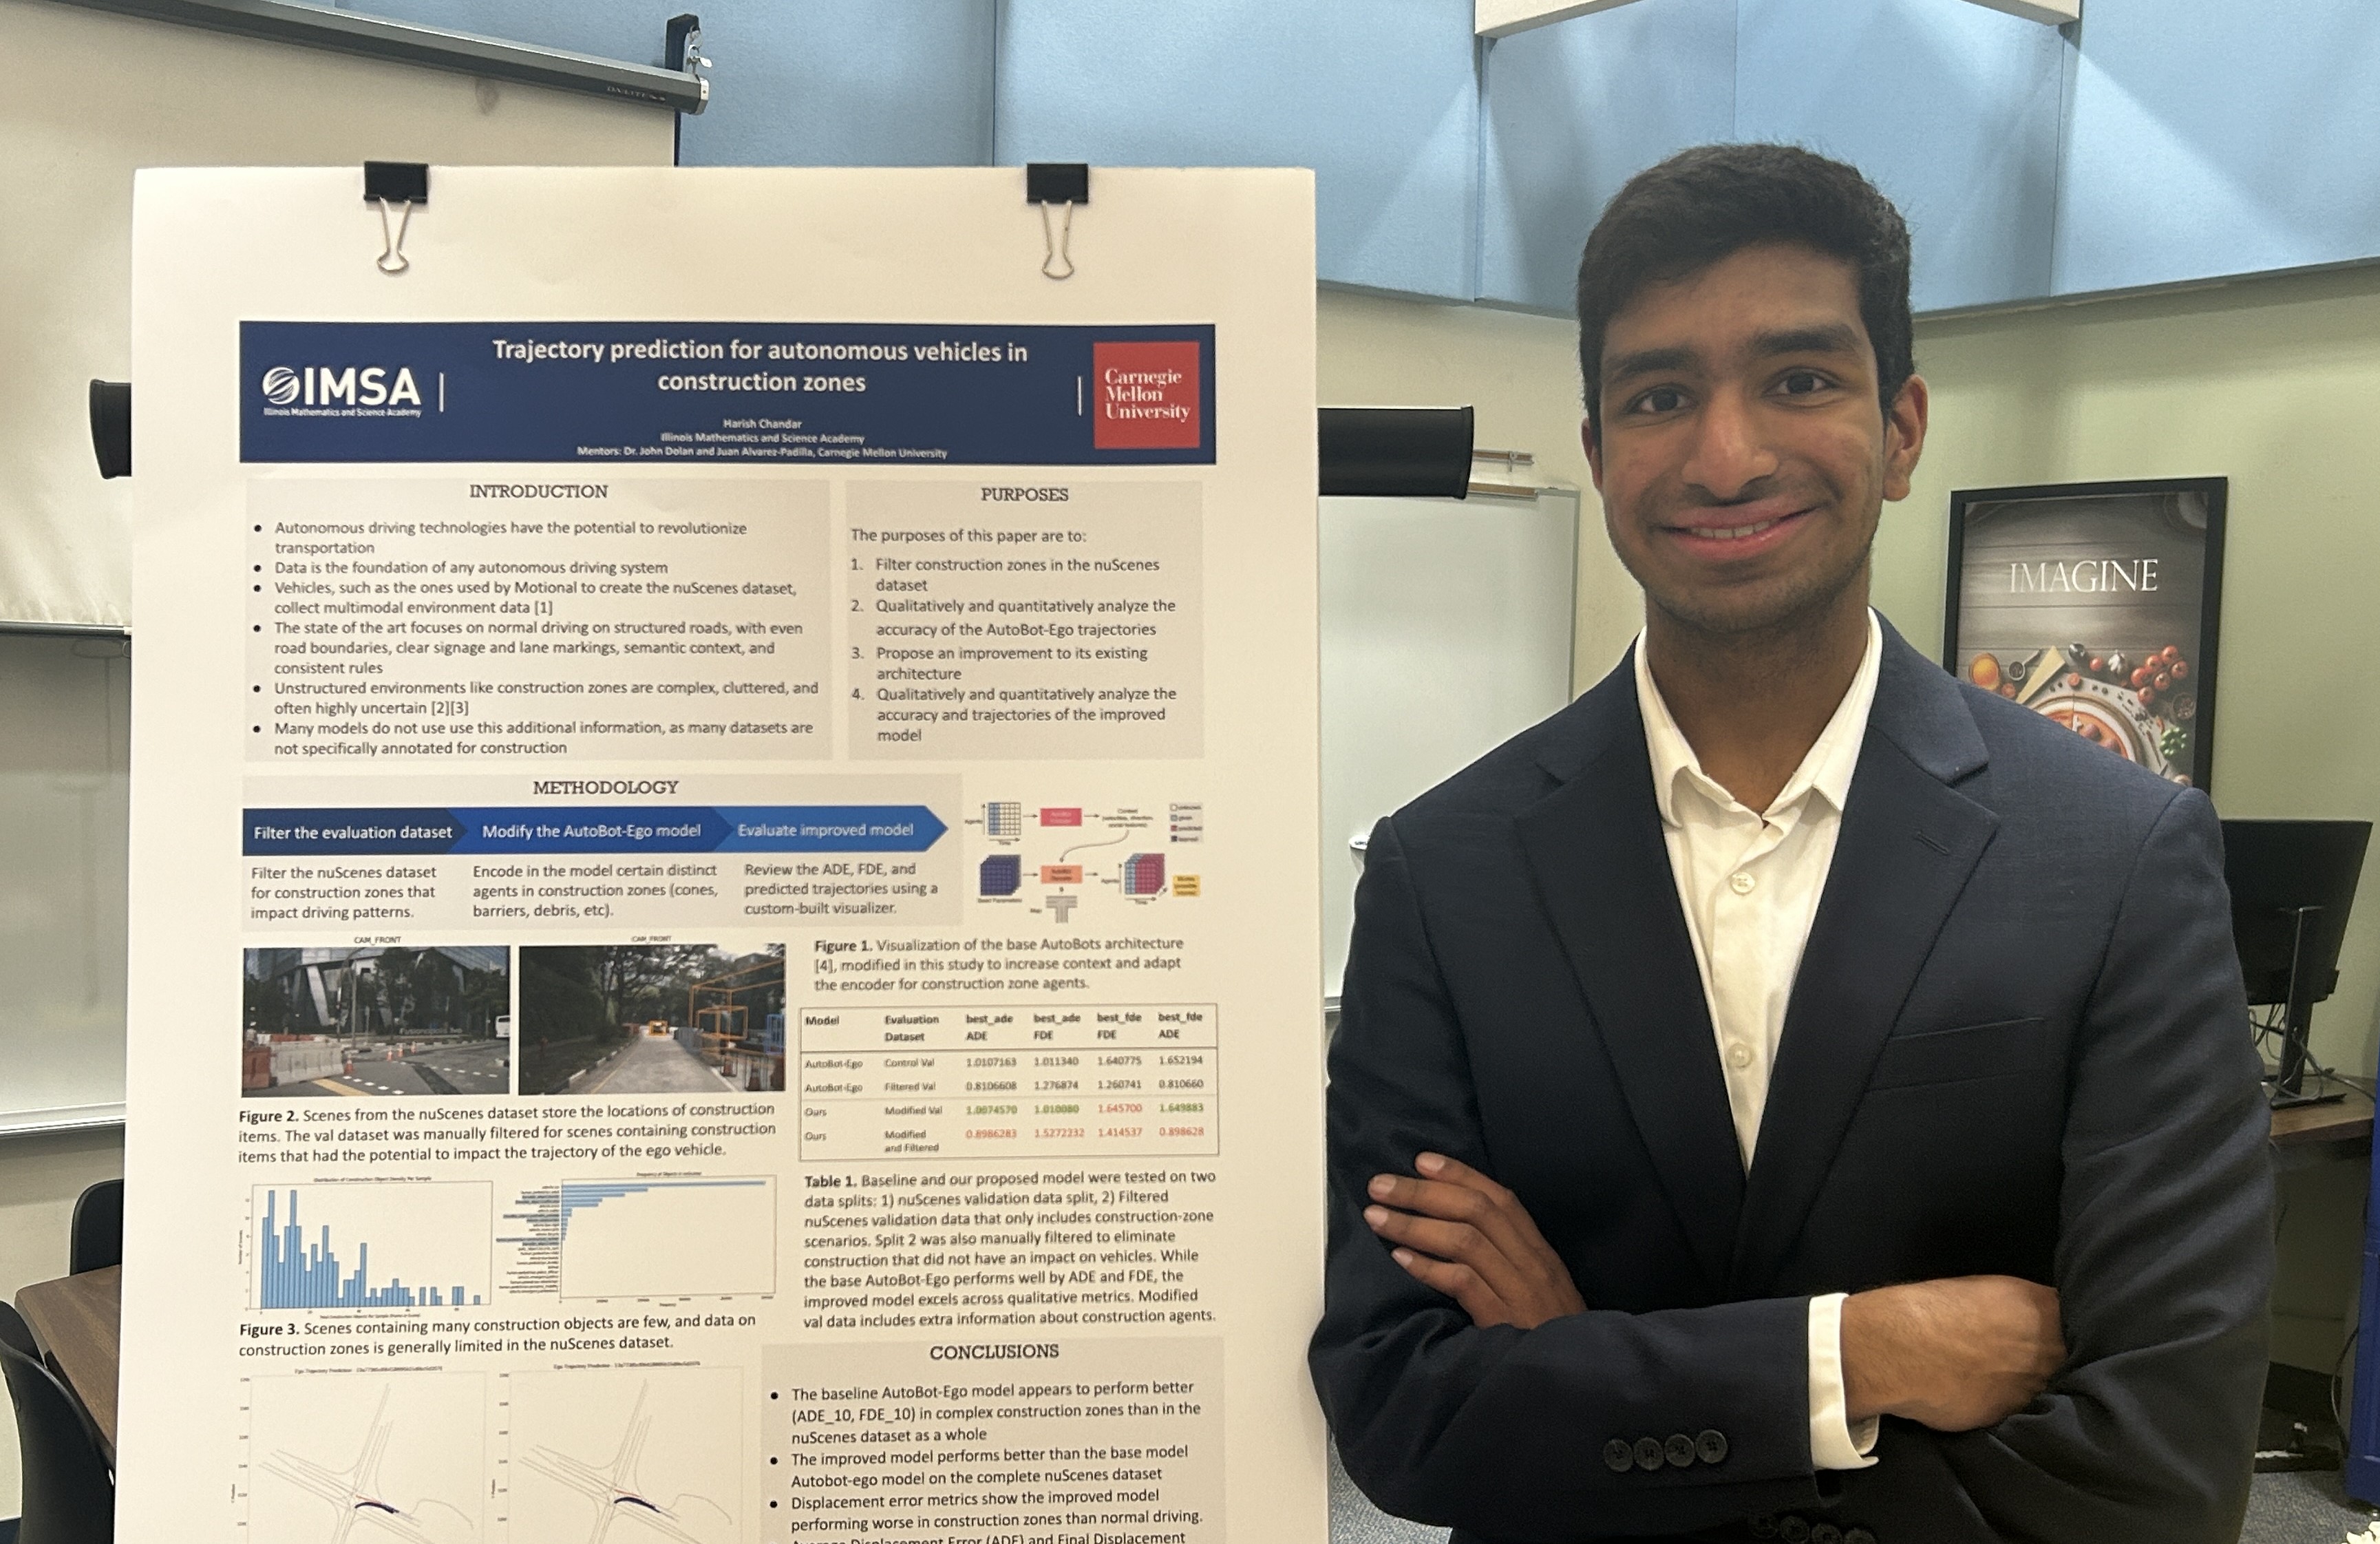 DA-LITE
IMSA
Illinois Mathematics and Science Academy
Trajectory prediction for autonomous vehicles in
construction zones
Harish Chandar
Illinois Mathematics and Science Academy
Mentors: Dr. John Dolan and Juan Alvarez-Padilla, Carnegie Mellon University
Carnegie
Mellon
University
INTRODUCTION
● Autonomous driving technologies have the potential to revolutionize
transportation
● Data is the foundation of any autonomous driving system
● Vehicles, such as the ones used by Motional to create the nuScenes dataset,
collect multimodal environment data [1]
● The state of the art focuses on normal driving on structured roads, with even
road boundaries, clear signage and lane markings, semantic context, and
consistent rules
● Unstructured environments like construction zones are complex, cluttered, and
often highly uncertain [2][3]
● Many models do not use use this additional information, as many datasets are
not specifically annotated for construction
PURPOSES
The purposes of this paper are to:
1. Filter construction zones in the nuScenes
dataset
2. Qualitatively and quantitatively analyze the
accuracy of the AutoBot-Ego trajectories
3. Propose an improvement to its existing
architecture
4. Qualitatively and quantitatively analyze the
accuracy and trajectories of the improved
model
METHODOLOGY
Filter the evaluation dataset
Modify the AutoBot-Ego model
Evaluate improved model
Filter the nuScenes dataset
for construction zones that
impact driving patterns.
Encode in the model certain distinct
agents in construction zones (cones,
barriers, debris, etc).
Review the ADE, FDE, and
predicted trajectories using a
custom-built visualizer.
CAM_FRONT
CAM_FRONT
Figure 2. Scenes from the nuScenes dataset store the locations of construction
items. The val dataset was manually filtered for scenes containing construction
items that had the potential to impact the trajectory of the ego vehicle.
Figure 1. Visualization of the base AutoBots architecture
[4], modified in this study to increase context and adapt
the encoder for construction zone agents.
Model Evaluation Dataset best_ade ADE best_ade FDE best_fde FDE best_fde ADE
AutoBot-Ego Control Val 1.0107163 1.011340 1.640775 1.652194
AutoBot-Ego Filtered Val 0.8106608 1.276874 1.260741 0.810660
Ours Modified Val 1.0074570 1.010080 1.645700 1.649883
Ours Modified and Filtered 0.8986283 1.5272232 1.414537 0.898628
Table 1. Baseline and our proposed model were tested on two
data splits: 1) nuScenes validation data split, 2) Filtered
nuScenes validation data that only includes construction-zone
scenarios. Split 2 was also manually filtered to eliminate
construction that did not have an impact on vehicles. While
the base AutoBot-Ego performs well by ADE and FDE, the
improved model excels across qualitative metrics. Modified
val data includes extra information about construction agents.
Figure 3. Scenes containing many construction objects are few, and data on
construction zones is generally limited in the nuScenes dataset.
CONCLUSIONS
● The baseline AutoBot-Ego model appears to perform better
(ADE_10, FDE_10) in complex construction zones than in the
nuScenes dataset as a whole
● The improved model performs better than the base model
Autobot-ego model on the complete nuScenes dataset
● Displacement error metrics show the improved model
performing worse in construction zones than normal driving.
● Average Displacement Error (ADE) and Final Displacement
IMAGINE